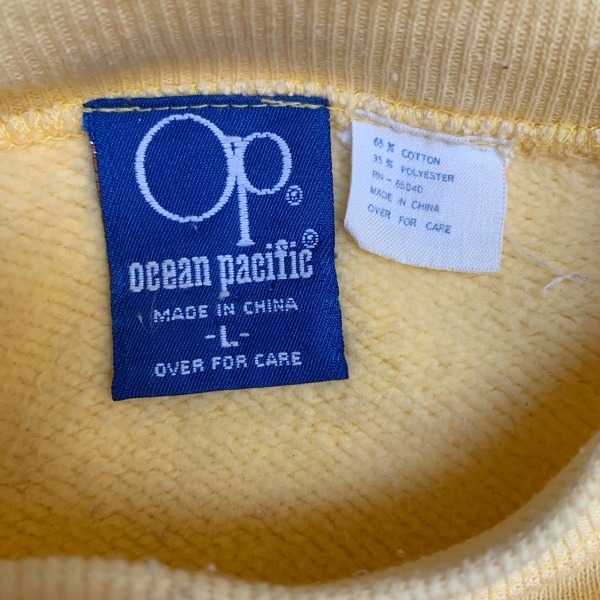 Op®
ocean pacific®
MADE IN CHINA
-L-
OVER FOR CARE
65% COTTON
35% POLYESTER
RN-65040
MADE IN CHINA
OVER FOR CARE